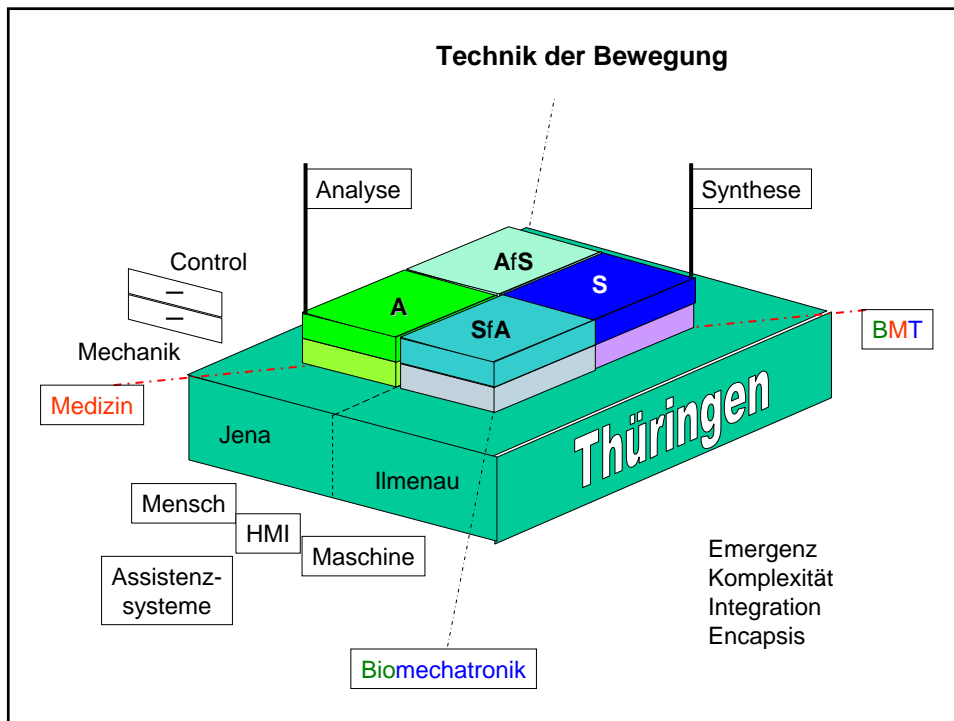 Technik der Bewegung
Analyse
Synthese
Control
AfS
S
A
SfA
Mechanik
BMT
Medizin
Thüringen
Jena
Ilmenau
Mensch
HMI
Maschine
Assistenz-
systeme
Emergenz
Komplexität
Integration
Encapsis
Biomechatronik